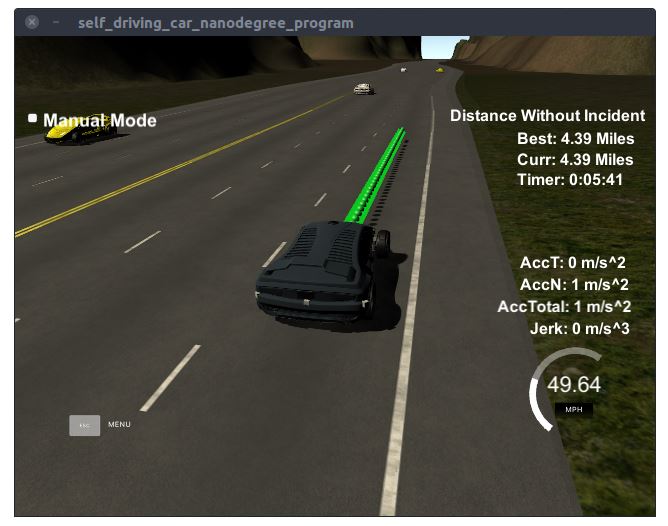 self_driving_car_nanodegree_program
Manual Mode
Distance Without Incident
Best: 4.39 Miles
Curr: 4.39 Miles
Timer: 0:05:41
AccT: 0 m/s^2
AccN: 1 m/s^2
AccTotal: 1 m/s^2
Jerk: 0 m/s^3
49.64
MPH
ESC MENU